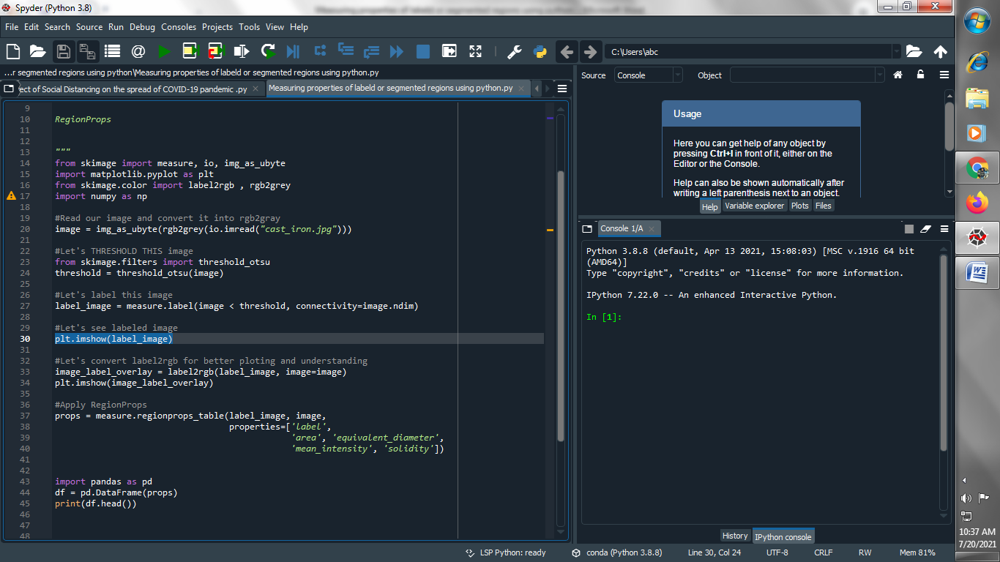 Spyder (Python 3.8)
File Edit Search Source Run Debug Consoles Projects Tools View Help
C:\Users\abc
...r segmented regions using python\Measuring properties of labeld or segmented regions using python.py
ect of Social Distancing on the spread of COVID-19 pandemic .py
Measuring properties of labeld or segmented regions using python.py
9
10 RegionProps
11
12
13 """
14 from skimage import measure, io, img_as_ubyte
15 import matplotlib.pyplot as plt
16 from skimage.color import label2rgb , rgb2grey
17 import numpy as np
18
19 #Read our image and convert it into rgb2gray
20 image = img_as_ubyte(rgb2grey(io.imread("cast_iron.jpg")))
21
22 #Let's THRESHOLD THIS image
23 from skimage.filters import threshold_otsu
24 threshold = threshold_otsu(image)
25
26 #Let's label this image
27 label_image = measure.label(image < threshold, connectivity=image.ndim)
28
29 #Let's see labeled image
30 plt.imshow(label_image)
31
32 #Let's convert label2rgb for better ploting and understanding
33 image_label_overlay = label2rgb(label_image, image=image)
34 plt.imshow(image_label_overlay)
35
36 #Apply RegionProps
37 props = measure.regionprops_table(label_image, image,
38 properties=['label',
39 'area', 'equivalent_diameter',
40 'mean_intensity', 'solidity'])
41
42
43 import pandas as pd
44 df = pd.DataFrame(props)
45 print(df.head())
46
47
48
Source Console Object
Usage
Here you can get help of any object by
pressing Ctrl+I in front of it, either on the
Editor or the Console.
Help can also be shown automatically after
writing a left parenthesis next to an object.
Help Variable explorer Plots Files
Console 1/A
Python 3.8.8 (default, Apr 13 2021, 15:08:03) [MSC v.1916 64 bit
(AMD64)]
Type "copyright", "credits" or "license" for more information.
IPython 7.22.0 -- An enhanced Interactive Python.
In [1]:
History IPython console
LSP Python: ready conda (Python 3.8.8) Line 30, Col 24 UTF-8 CRLF RW Mem 81%
10:37 AM
7/20/2021